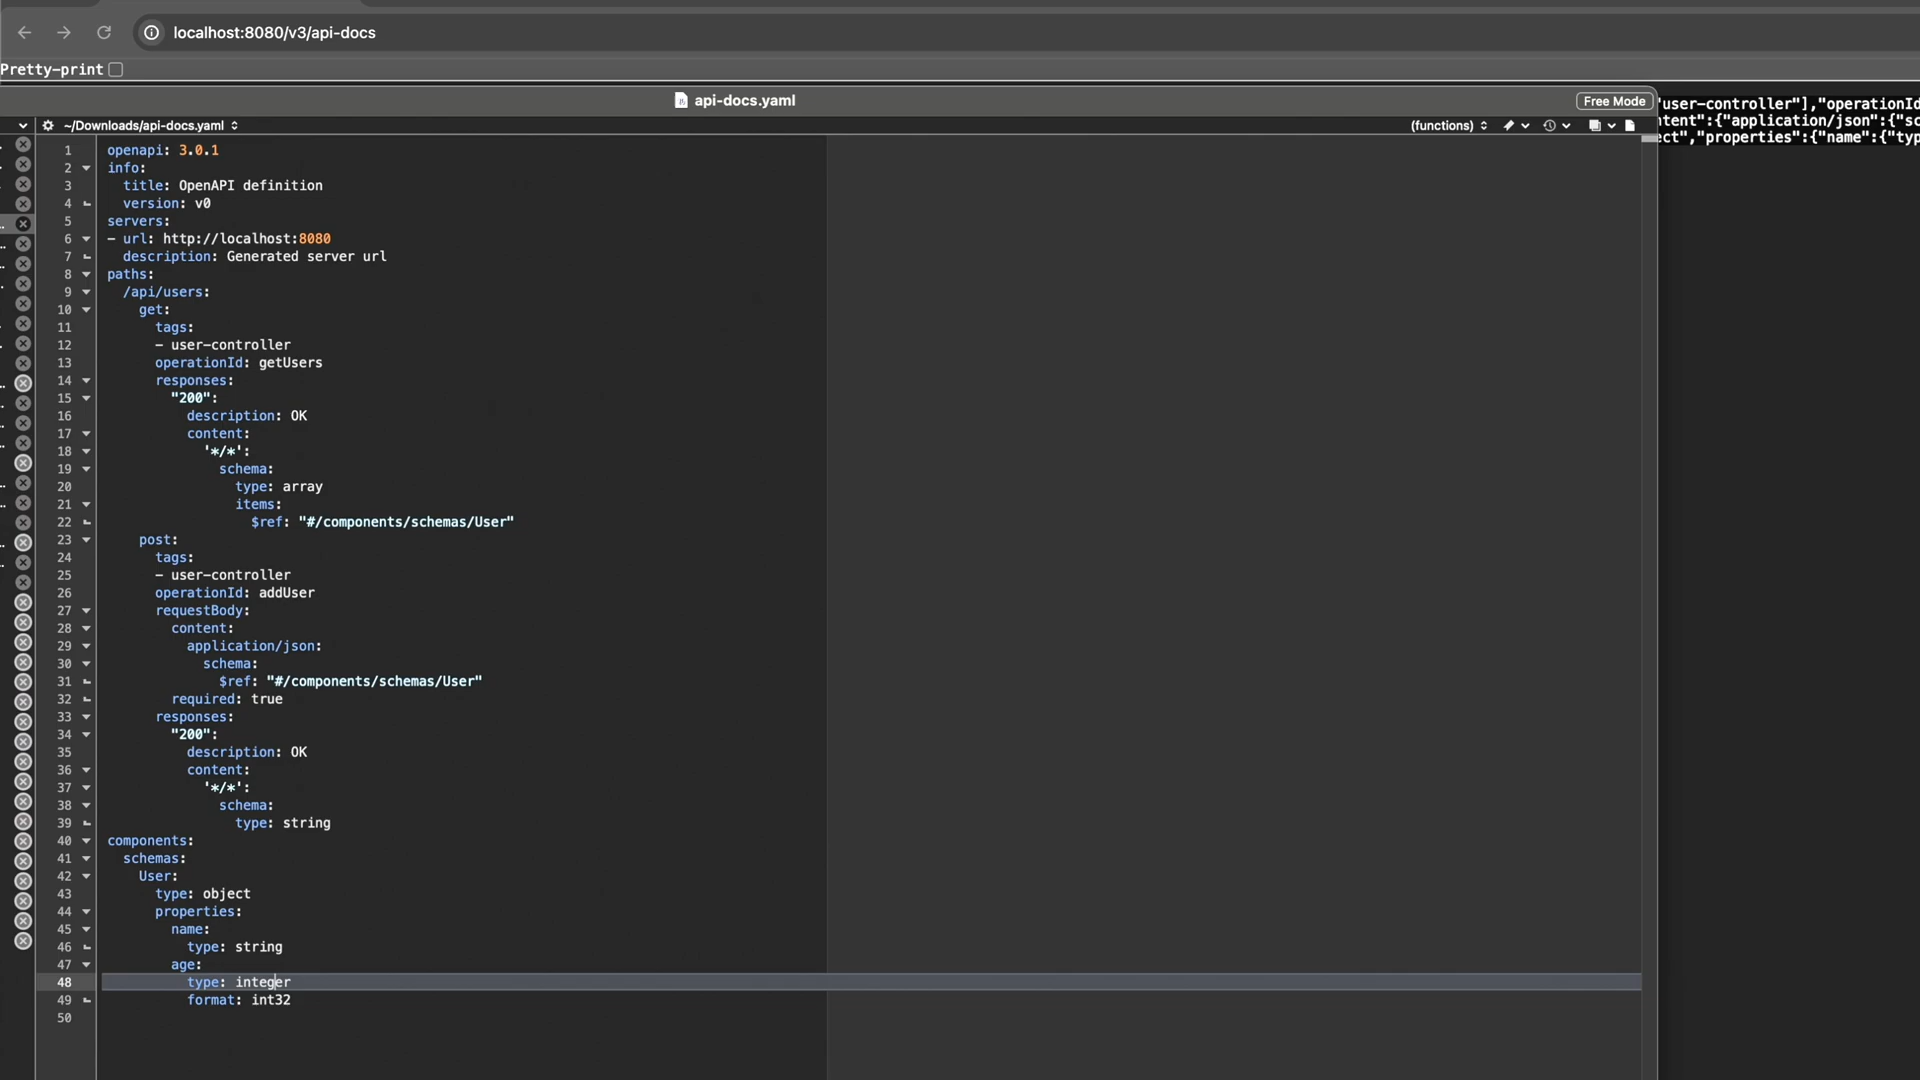 localhost:8080/v3/api-docs
Pretty-print
api-docs.yaml
Free Mode
~/Downloads/api-docs.yaml
(functions)
"user-controller"],"operationId
ntent":{"application/json":{"sc
ect","properties":{"name":{"typ
1 openapi: 3.0.1
2 info:
3   title: OpenAPI definition
4   version: v0
5 servers:
6 - url: http://localhost:8080
7   description: Generated server url
8 paths:
9   /api/users:
10     get:
11       tags:
12       - user-controller
13       operationId: getUsers
14       responses:
15         "200":
16           description: OK
17           content:
18             '*/*':
19               schema:
20                 type: array
21                 items:
22                   $ref: "#/components/schemas/User"
23     post:
24       tags:
25       - user-controller
26       operationId: addUser
27       requestBody:
28         content:
29           application/json:
30             schema:
31               $ref: "#/components/schemas/User"
32         required: true
33       responses:
34         "200":
35           description: OK
36           content:
37             '*/*':
38               schema:
39                 type: string
40 components:
41   schemas:
42     User:
43       type: object
44       properties:
45         name:
46           type: string
47         age:
48           type: integer
49           format: int32
50